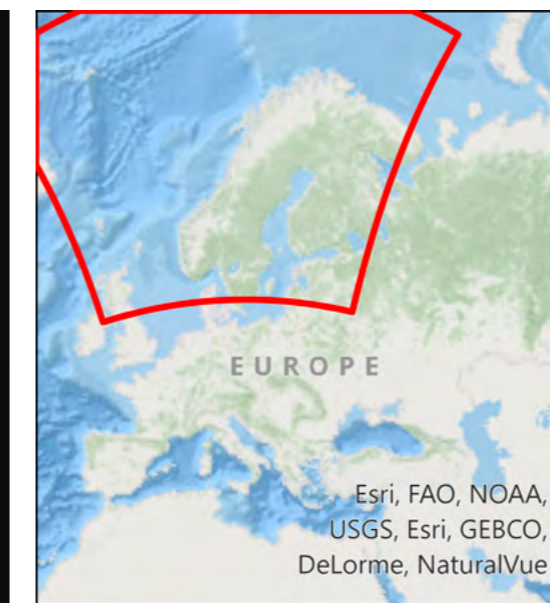 EUROPE
Esri, FAO, NOAA,
USGS, Esri, GEBCO,
DeLorme, NaturalVue